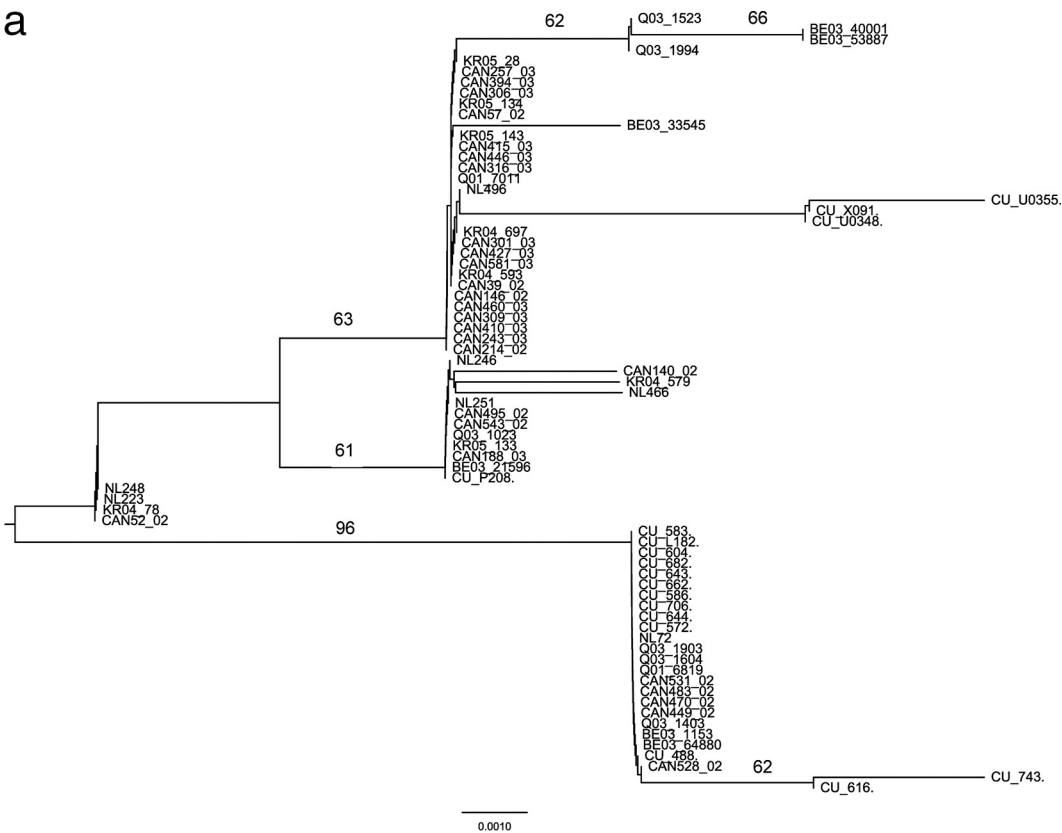 a
62
Q03_1523
66
BE03_40001
BE03_53887
Q03_1994
KR05_28
CAN257_03
CAN394_03
CAN306_03
KR05_134
CAN57_02
BE03_33545
KR05_143
CAN415_03
CAN446_03
CAN316_03
Q01_7011
NL496
CU_U0355.
CU_X091.
CU_U0348.
KR04_697
CAN301_03
CAN427_03
CAN581_03
KR04_593
CAN39_02
CAN146_02
CAN460_03
CAN309_03
63
CAN410_03
CAN243_03
CAN214_02
NL246
CAN140_02
KR04_579
NL466
NL251
CAN495_02
CAN543_02
Q03_1023
KR05_133
61
CAN188_03
BE03_21596
CU_P208.
NL248
NL223
KR04_78
CAN52_02
96
CU_583.
CU_L182.
CU_604.
CU_682.
CU_643.
CU_662.
CU_586.
CU_706.
CU_644.
CU_572.
NL72
Q03_1903
Q03_1604
Q01_6819
CAN531_02
CAN483_02
CAN470_02
CAN449_02
Q03_1403
BE03_1153
BE03_64880
CU_488.
CAN528_02
62
CU_743.
CU_616.
0.0010